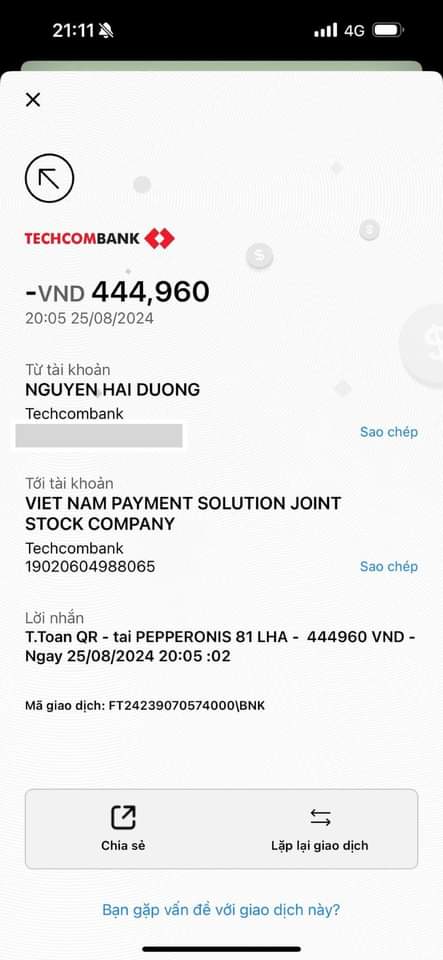 21:11
4G
TECHCOMBANK
-VND 444,960
20:05 25/08/2024
Từ tài khoản
NGUYEN HAI DUONG
Techcombank
Sao chép
Tới tài khoản
VIET NAM PAYMENT SOLUTION JOINT
STOCK COMPANY
Techcombank
19020604988065
Sao chép
Lời nhắn
T.Toan QR - tai PEPPERONIS 81 LHA - 444960 VND -
Ngay 25/08/2024 20:05 :02
Mã giao dịch: FT24239070574000\BNK
Chia sẻ
Lặp lại giao dịch
Bạn gặp vấn đề với giao dịch này?